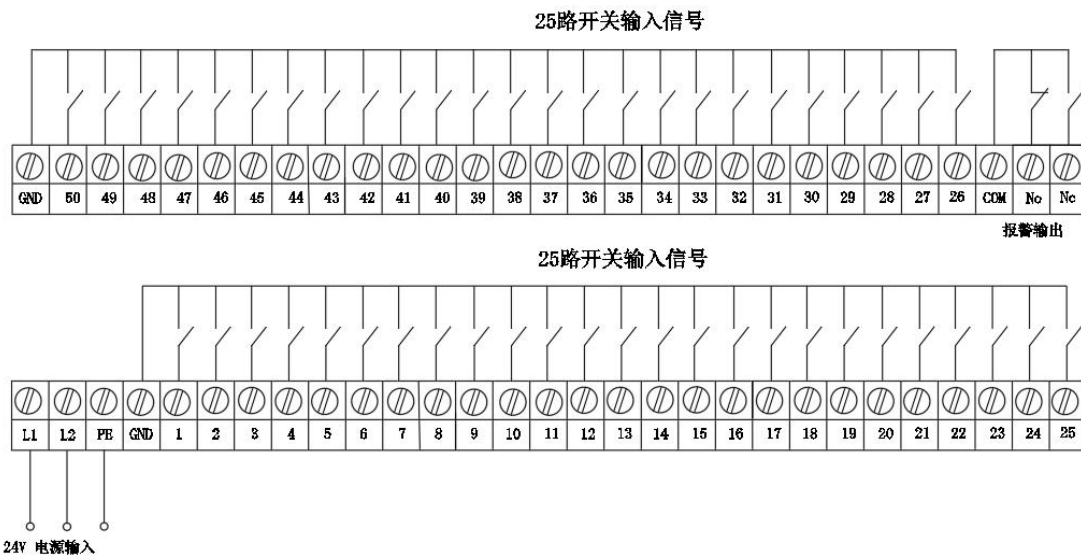 25路开关输入信号
GND 50 49 48 47 46 45 44 43 42 41 40 39 38 37 36 35 34 33 32 31 30 29 28 27 26 COM No Nc
报警输出
25路开关输入信号
L1 L2 PE GND 1 2 3 4 5 6 7 8 9 10 11 12 13 14 15 16 17 18 19 20 21 22 23 24 25
24V 电源输入